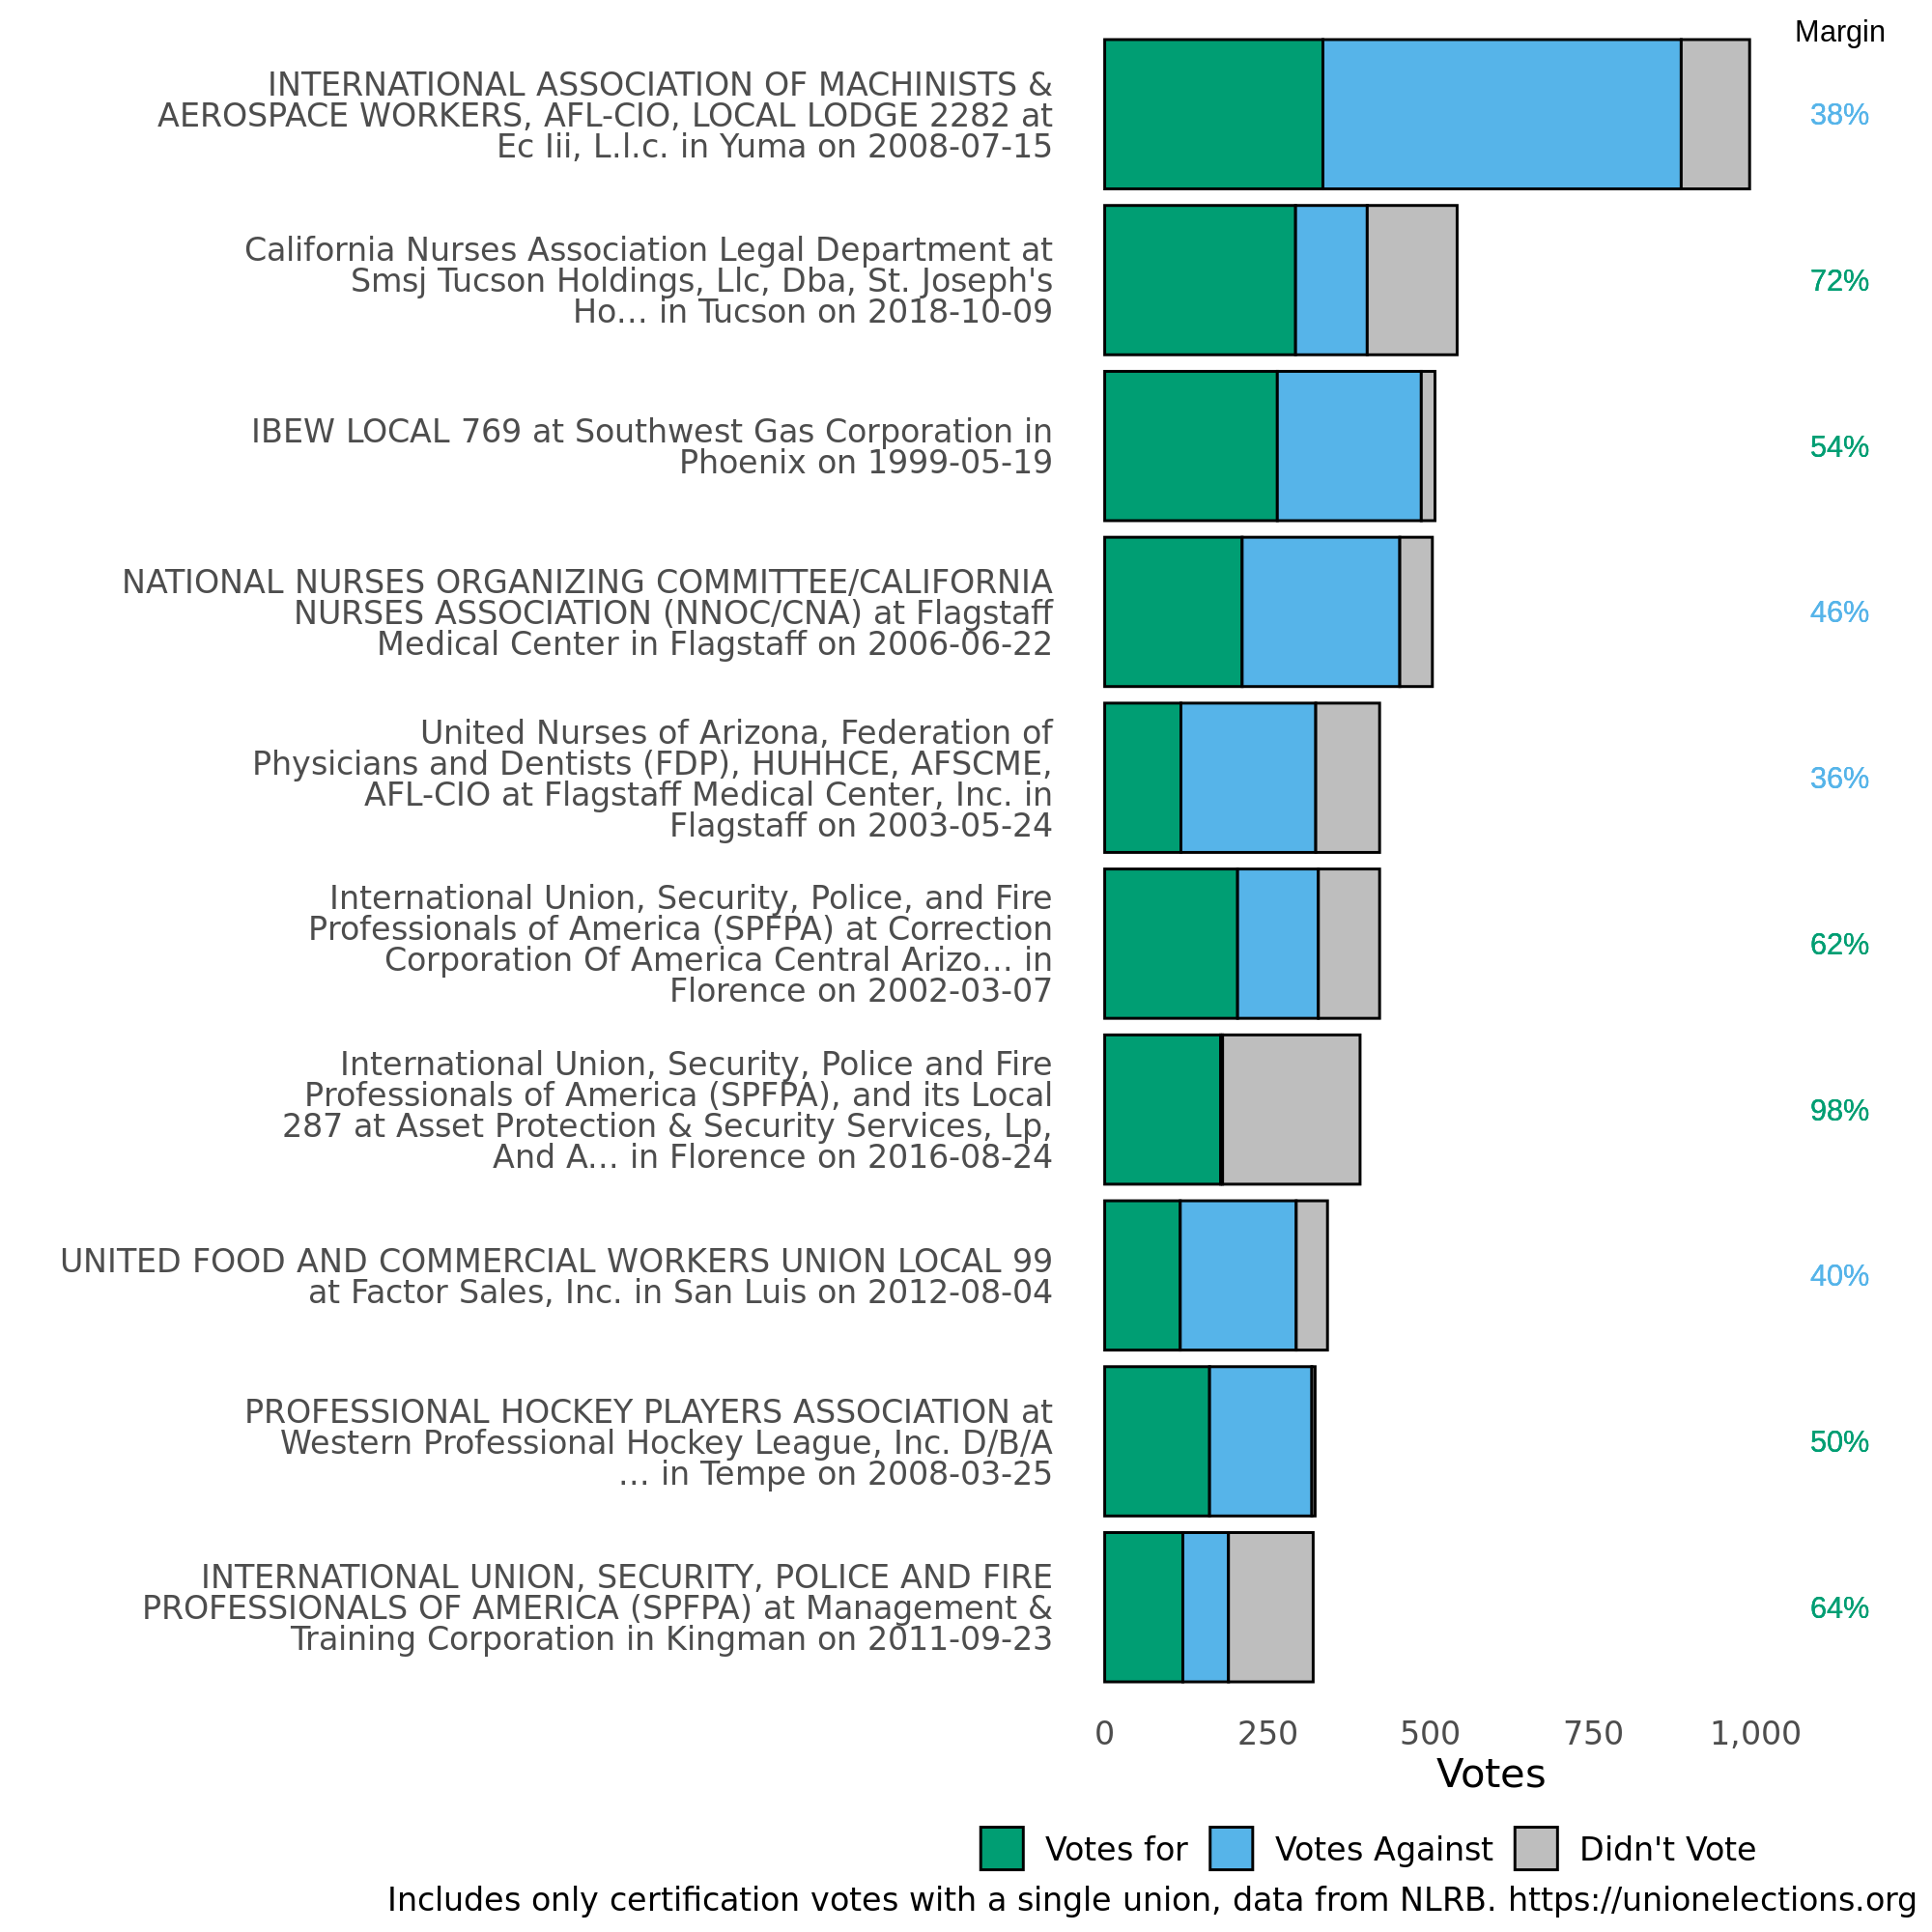 Margin
INTERNATIONAL ASSOCIATION OF MACHINISTS &
AEROSPACE WORKERS, AFL-CIO, LOCAL LODGE 2282 at
Ec Iii, L.l.c. in Yuma on 2008-07-15
38%
California Nurses Association Legal Department at
Smsj Tucson Holdings, Llc, Dba, St. Joseph's
Ho... in Tucson on 2018-10-09
72%
IBEW LOCAL 769 at Southwest Gas Corporation in
Phoenix on 1999-05-19
54%
NATIONAL NURSES ORGANIZING COMMITTEE/CALIFORNIA
NURSES ASSOCIATION (NNOC/CNA) at Flagstaff
Medical Center in Flagstaff on 2006-06-22
46%
United Nurses of Arizona, Federation of
Physicians and Dentists (FDP), HUHHCE, AFSCME,
AFL-CIO at Flagstaff Medical Center, Inc. in
Flagstaff on 2003-05-24
36%
International Union, Security, Police, and Fire
Professionals of America (SPFPA) at Correction
Corporation Of America Central Arizo... in
Florence on 2002-03-07
62%
International Union, Security, Police and Fire
Professionals of America (SPFPA), and its Local
287 at Asset Protection & Security Services, Lp,
And A... in Florence on 2016-08-24
98%
UNITED FOOD AND COMMERCIAL WORKERS UNION LOCAL 99
at Factor Sales, Inc. in San Luis on 2012-08-04
40%
PROFESSIONAL HOCKEY PLAYERS ASSOCIATION at
Western Professional Hockey League, Inc. D/B/A
... in Tempe on 2008-03-25
50%
INTERNATIONAL UNION, SECURITY, POLICE AND FIRE
PROFESSIONALS OF AMERICA (SPFPA) at Management &
Training Corporation in Kingman on 2011-09-23
64%
0 250 500 750 1,000
Votes
Votes for Votes Against Didn't Vote
Includes only certification votes with a single union, data from NLRB. https://unionelections.org